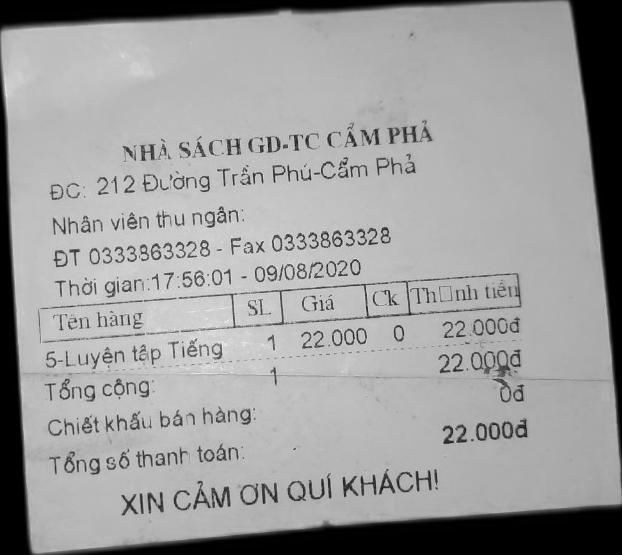 NHÀ SÁCH GD-TC CẨM PHẢ
ĐC: 212 Đường Trần Phú-Cẩm Phả
Nhân viên thu ngân:
ĐT 0333863328 - Fax 0333863328
Thời gian:17:56:01 - 09/08/2020
Tên hàng SL Giá Ck Th□nh tiền
5-Luyện tập Tiếng 1 22.000 0 22.000đ
Tổng cộng: 1 22.000đ
Chiết khấu bán hàng: 0đ
Tổng số thanh toán: 22.000đ
XIN CẢM ƠN QUÍ KHÁCH!